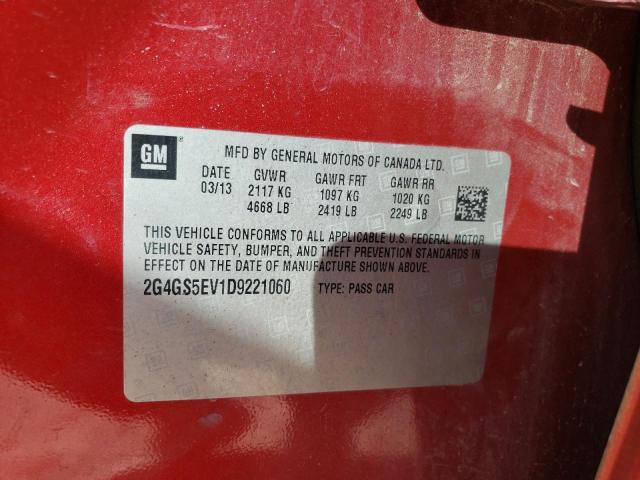 GM ®
MFD BY GENERAL MOTORS OF CANADA LTD.
DATE GVWR GAWR FRT GAWR RR
03/13 2117 KG 1097 KG 1020 KG
4668 LB 2419 LB 2249 LB
THIS VEHICLE CONFORMS TO ALL APPLICABLE U.S. FEDERAL MOTOR
VEHICLE SAFETY, BUMPER, AND THEFT PREVENTION STANDARDS IN
EFFECT ON THE DATE OF MANUFACTURE SHOWN ABOVE.
2G4GS5EV1D9221060 TYPE: PASS CAR